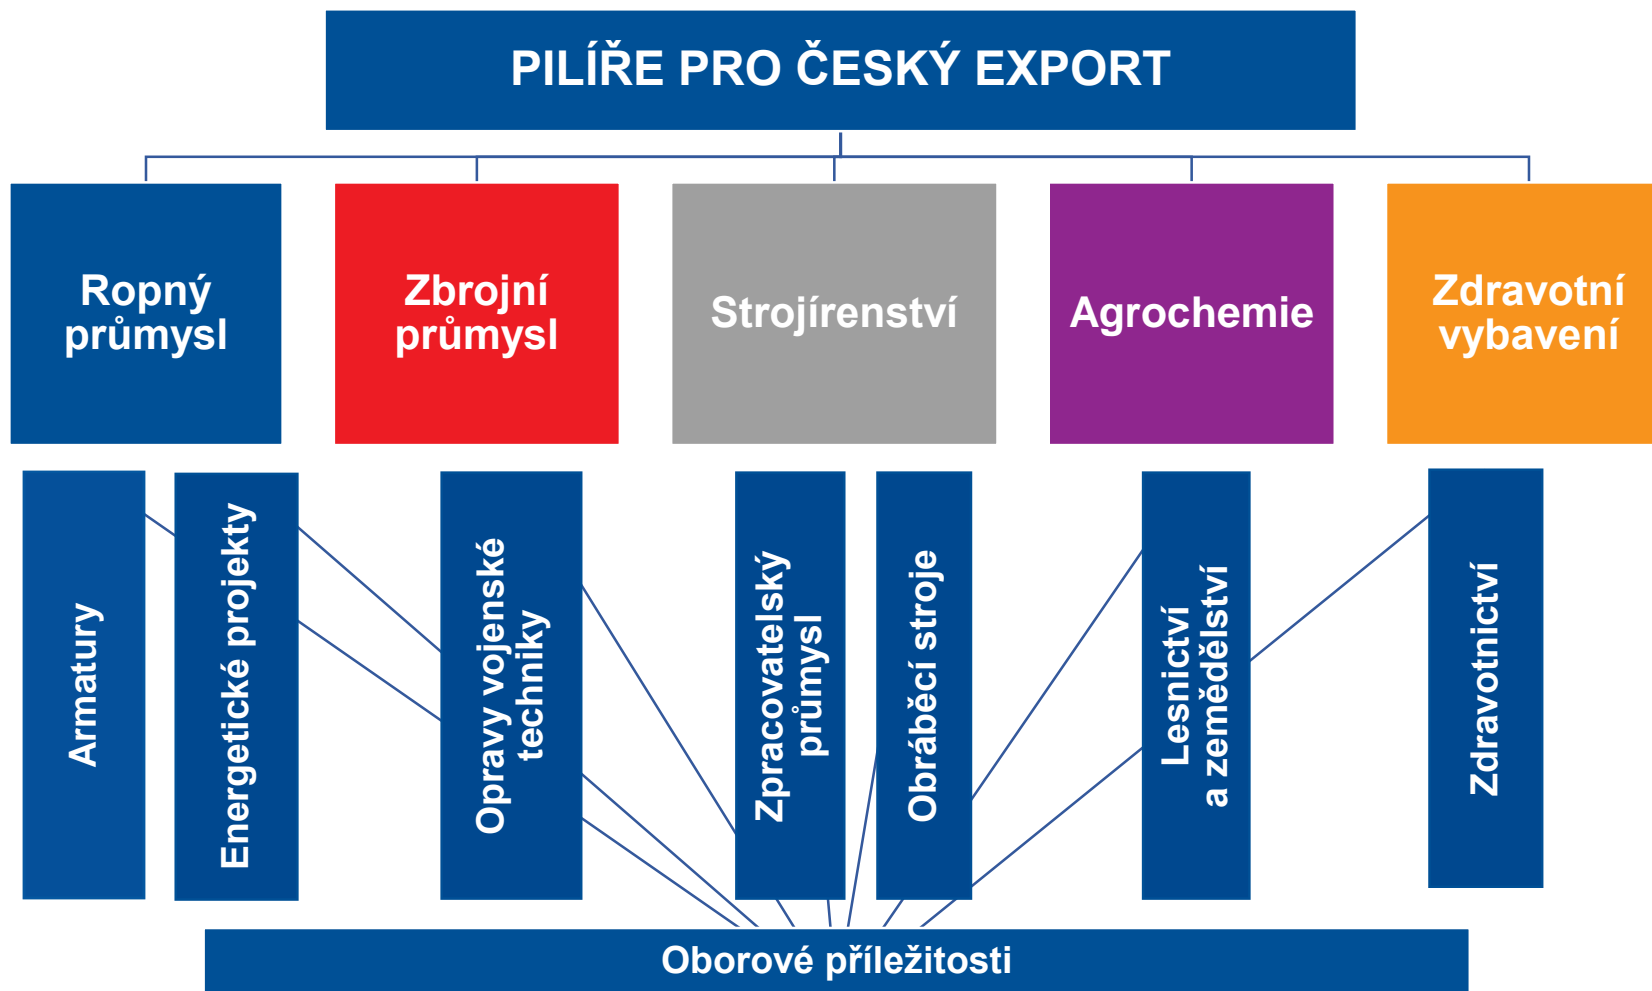 PILÍŘE PRO ČESKÝ EXPORT
Ropný
průmysl
Zbrojní
průmysl
Strojírenství
Agrochemie
Zdravotní
vybavení
Armatury
Energetické projekty
Opravy vojenské
techniky
Zpracovatelský
průmysl
Obráběcí stroje
Lesnictví
a zemědělství
Zdravotnictví
Oborové příležitosti